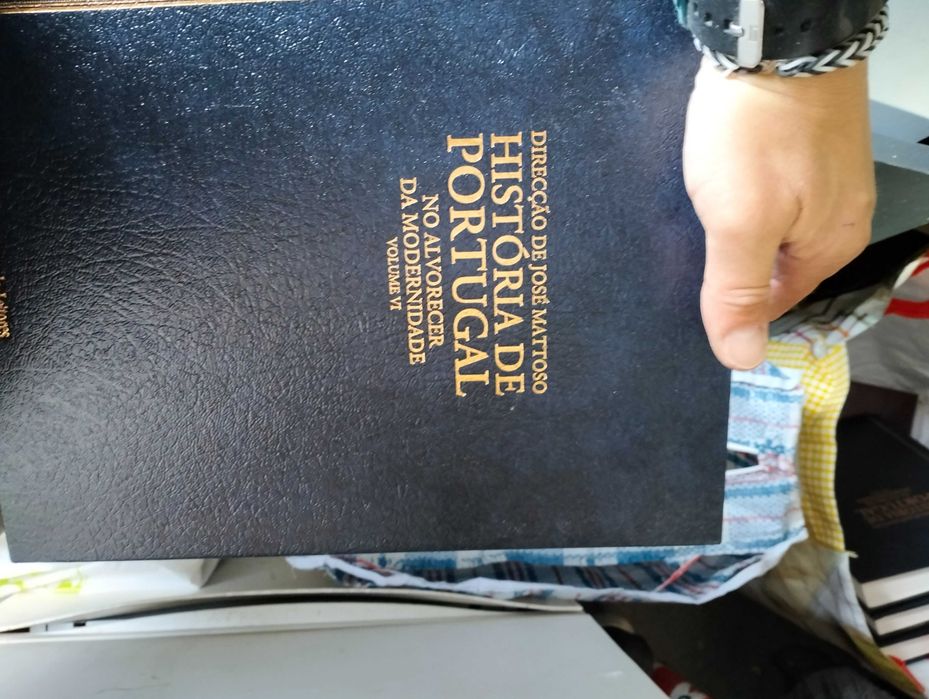 DIRECÇÃO DE JOSÉ MATTOSO
HISTÓRIA DE
PORTUGAL
NO ALVORECER
DA MODERNIDADE
VOLUME VI